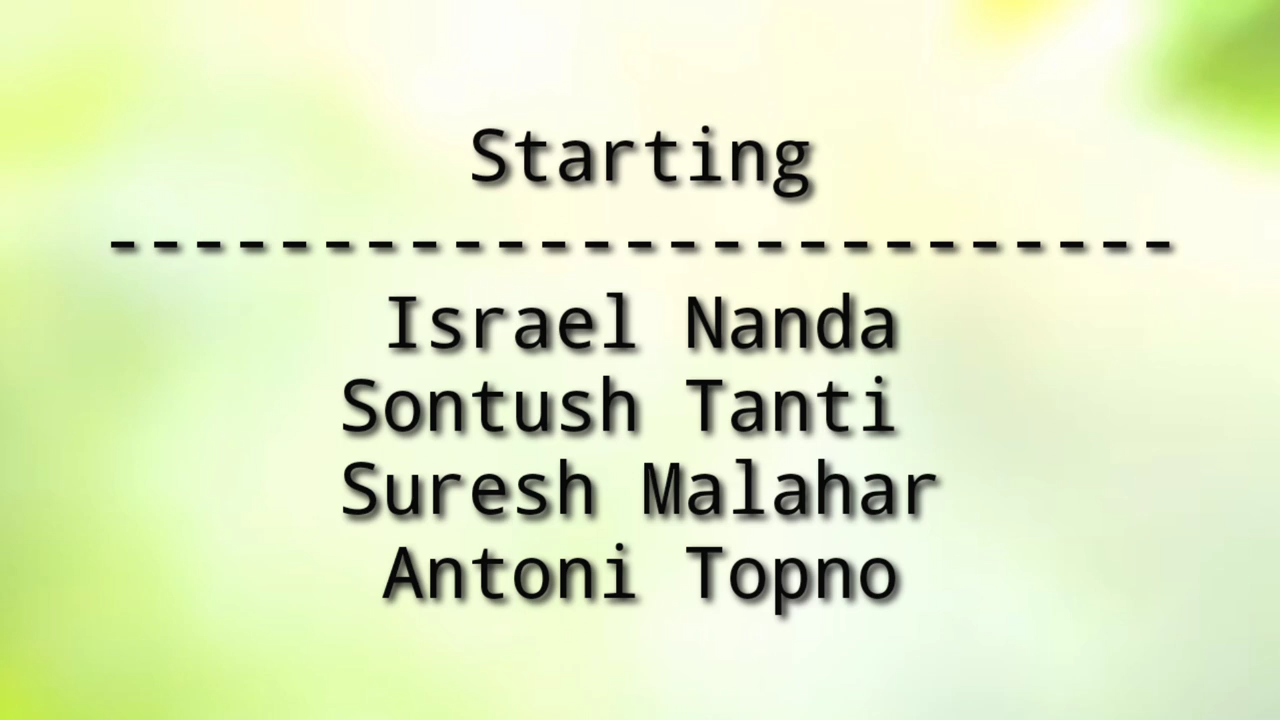 Starting
-------------------------
Israel Nanda
Sontush Tanti
Suresh Malahar
Antoni Topno